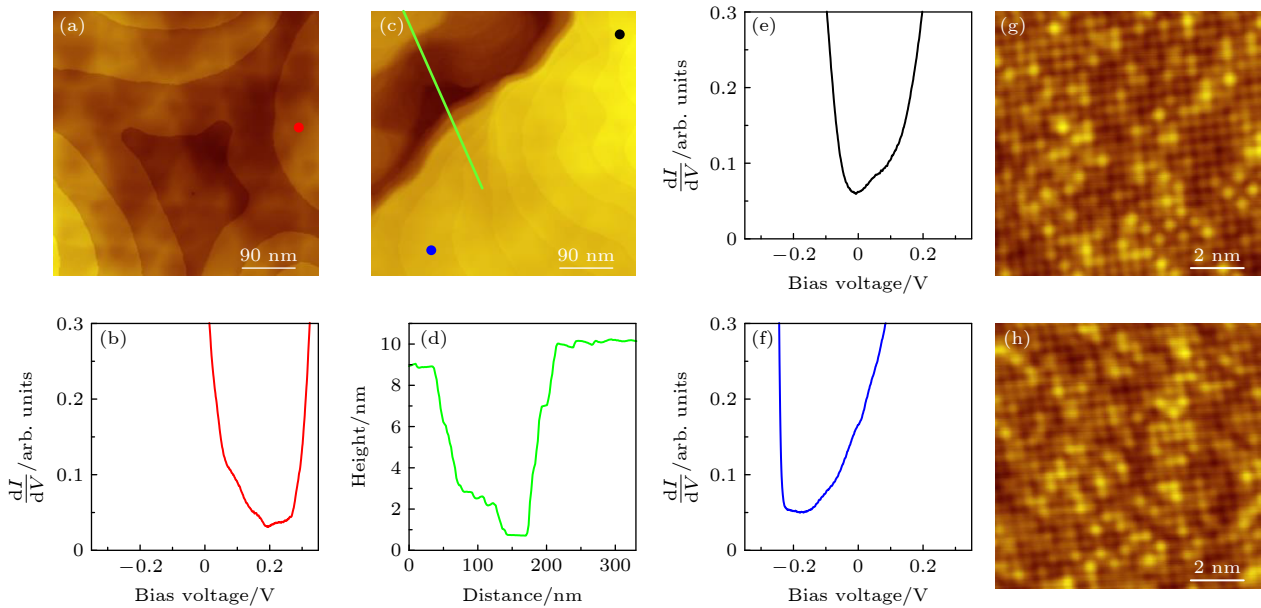 (a)
90 nm
(c)
90 nm
(e)
0.3
0.2
0.1
0
dI/dV /arb. units
−0.2 0 0.2
Bias voltage/V
(g)
2 nm
(b)
0.3
0.2
0.1
0
dI/dV /arb. units
−0.2 0 0.2
Bias voltage/V
(d)
10
8
6
4
2
0
Height/nm
0 100 200 300
Distance/nm
(f)
0.3
0.2
0.1
0
dI/dV /arb. units
−0.2 0 0.2
Bias voltage/V
(h)
2 nm